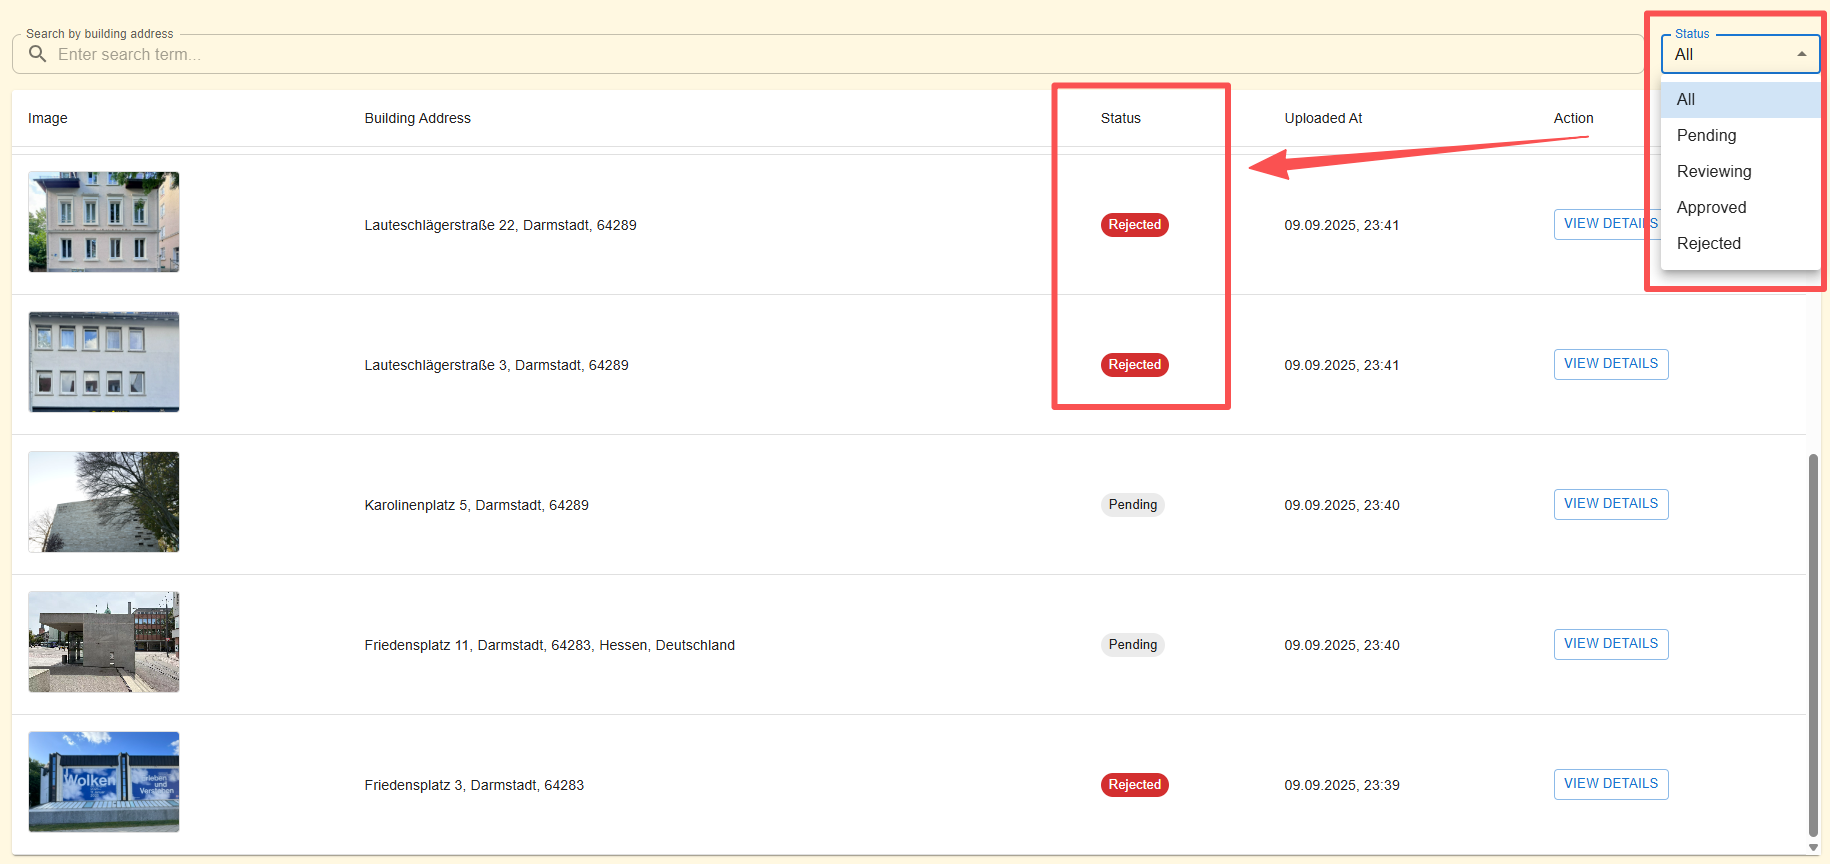 Search by building address
Enter search term...
Status
All
All
Pending
Reviewing
Approved
Rejected
Image Building Address Status Uploaded At Action
Lauteschlägerstraße 22, Darmstadt, 64289 Rejected 09.09.2025, 23:41 VIEW DETAILS
Lauteschlägerstraße 3, Darmstadt, 64289 Rejected 09.09.2025, 23:41 VIEW DETAILS
Karolinenplatz 5, Darmstadt, 64289 Pending 09.09.2025, 23:40 VIEW DETAILS
Friedensplatz 11, Darmstadt, 64283, Hessen, Deutschland Pending 09.09.2025, 23:40 VIEW DETAILS
Wolken
erleben
und
Verstehen
Friedensplatz 3, Darmstadt, 64283 Rejected 09.09.2025, 23:39 VIEW DETAILS